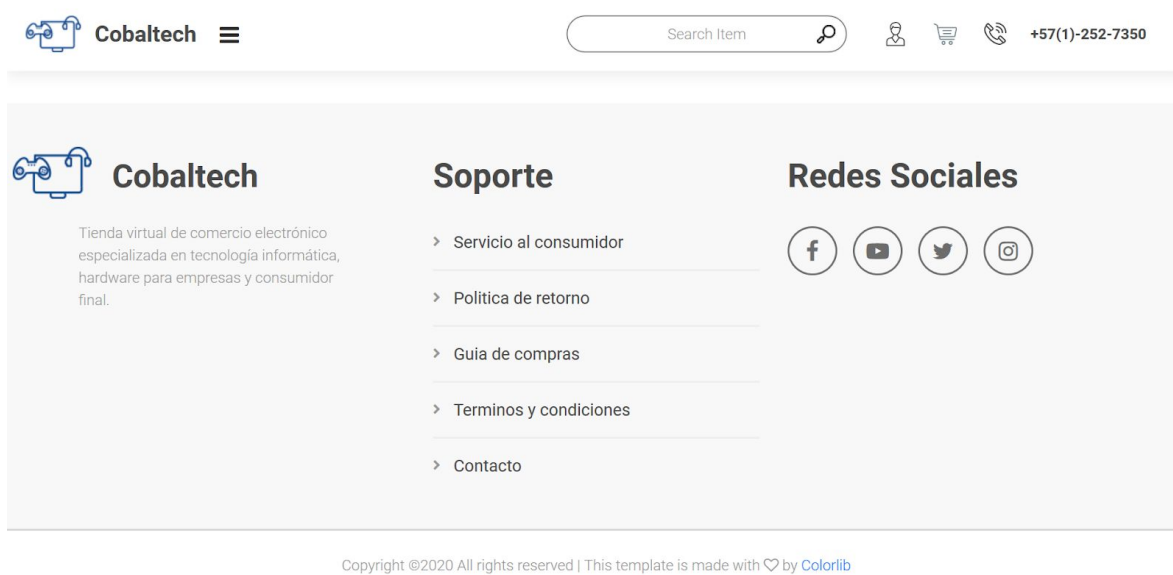 Cobaltech
Search Item
+57(1)-252-7350
Cobaltech
Tienda virtual de comercio electrónico
especializada en tecnología informática,
hardware para empresas y consumidor
final.
Soporte
Servicio al consumidor
Politica de retorno
Guia de compras
Terminos y condiciones
Contacto
Redes Sociales
Copyright ©2020 All rights reserved | This template is made with ♡ by Colorlib